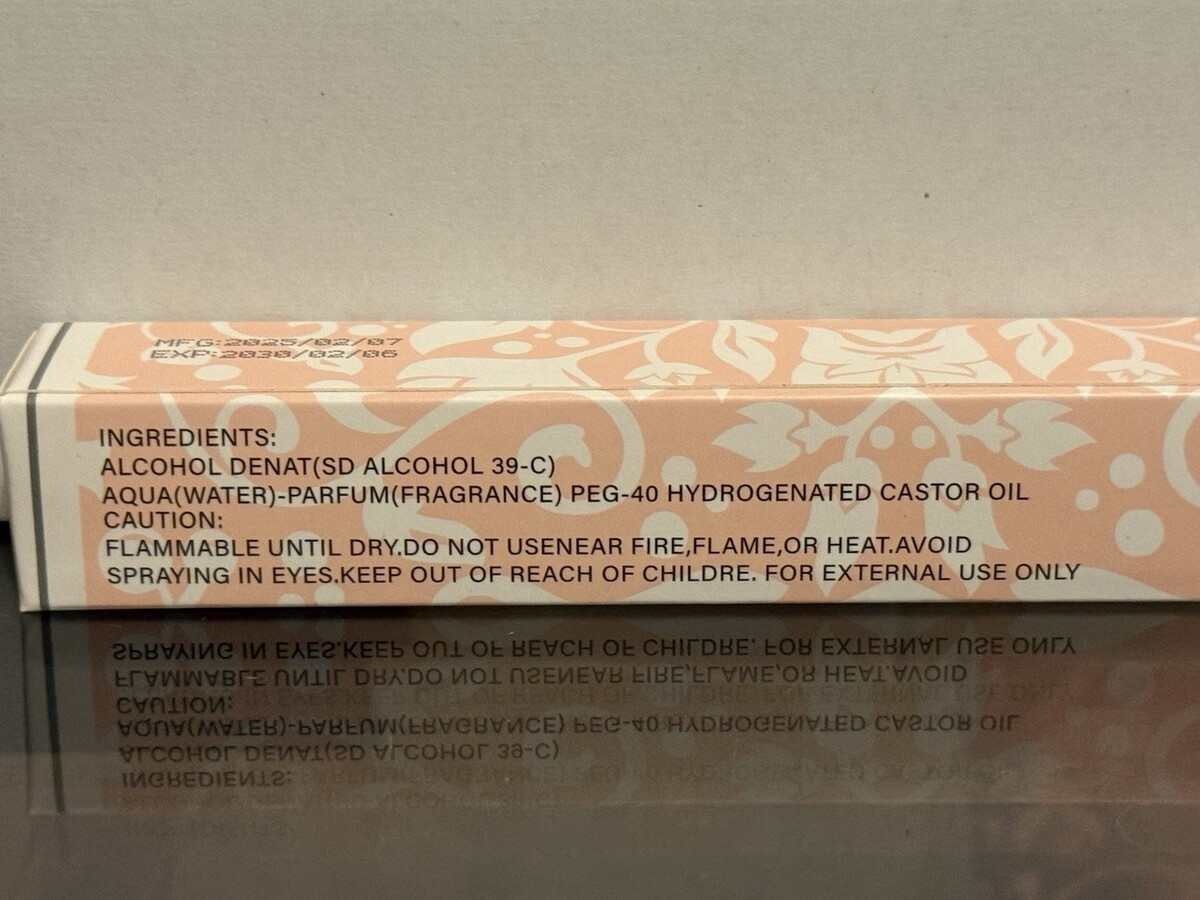 MFG:2025/02/07
EXP:2030/02/06
INGREDIENTS:
ALCOHOL DENAT(SD ALCOHOL 39-C)
AQUA(WATER)-PARFUM(FRAGRANCE) PEG-40 HYDROGENATED CASTOR OIL
CAUTION:
FLAMMABLE UNTIL DRY.DO NOT USENEAR FIRE,FLAME,OR HEAT.AVOID
SPRAYING IN EYES.KEEP OUT OF REACH OF CHILDRE. FOR EXTERNAL USE ONLY